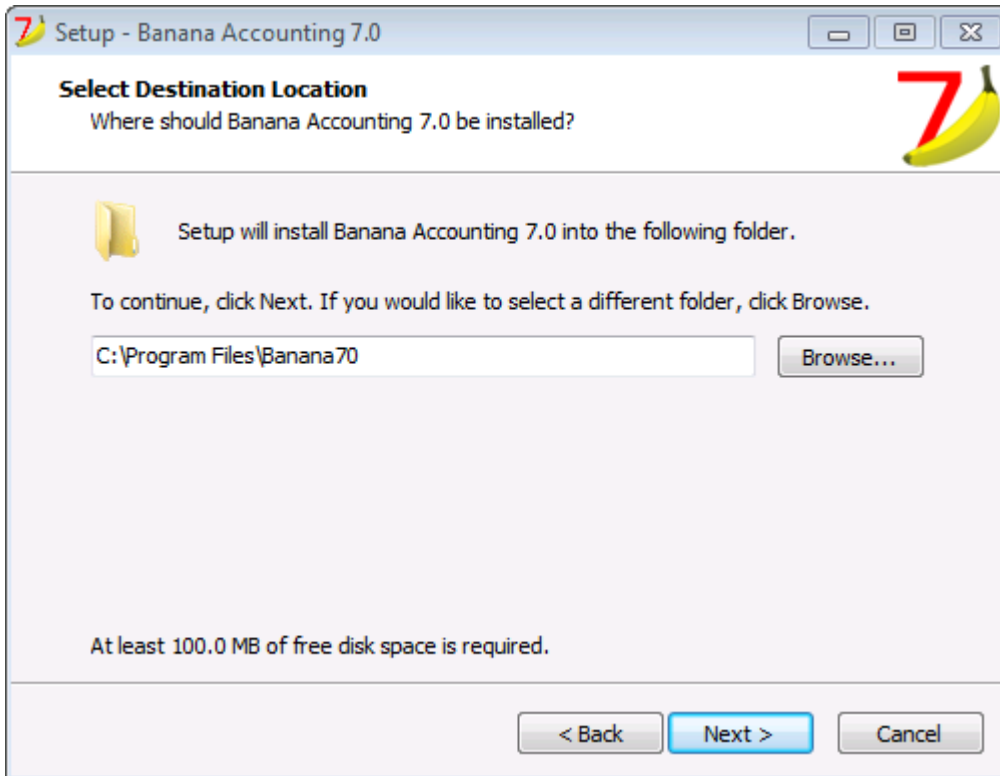 7 Setup - Banana Accounting 7.0
Select Destination Location
Where should Banana Accounting 7.0 be installed?
7
Setup will install Banana Accounting 7.0 into the following folder.
To continue, click Next. If you would like to select a different folder, click Browse.
C:\Program Files\Banana70
Browse...
At least 100.0 MB of free disk space is required.
< Back
Next >
Cancel